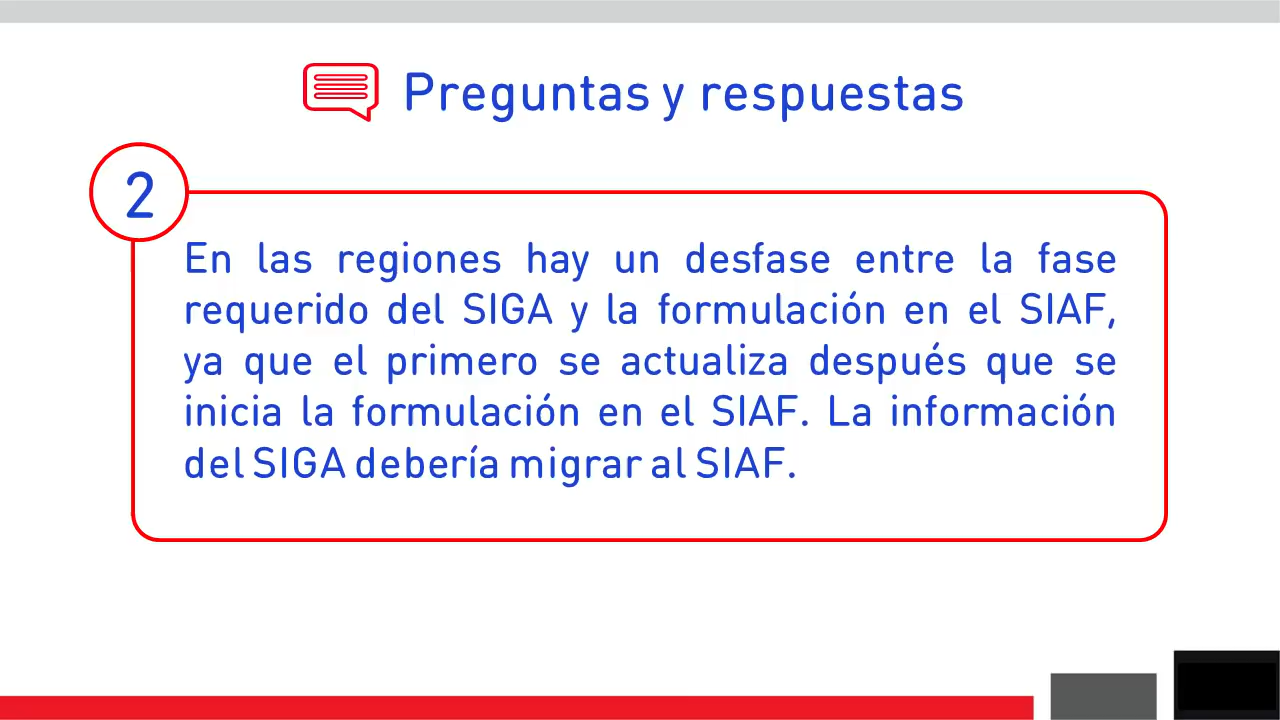 Preguntas y respuestas
2
En las regiones hay un desfase entre la fase
requerido del SIGA y la formulación en el SIAF,
ya que el primero se actualiza después que se
inicia la formulación en el SIAF. La información
del SIGA debería migrar al SIAF.